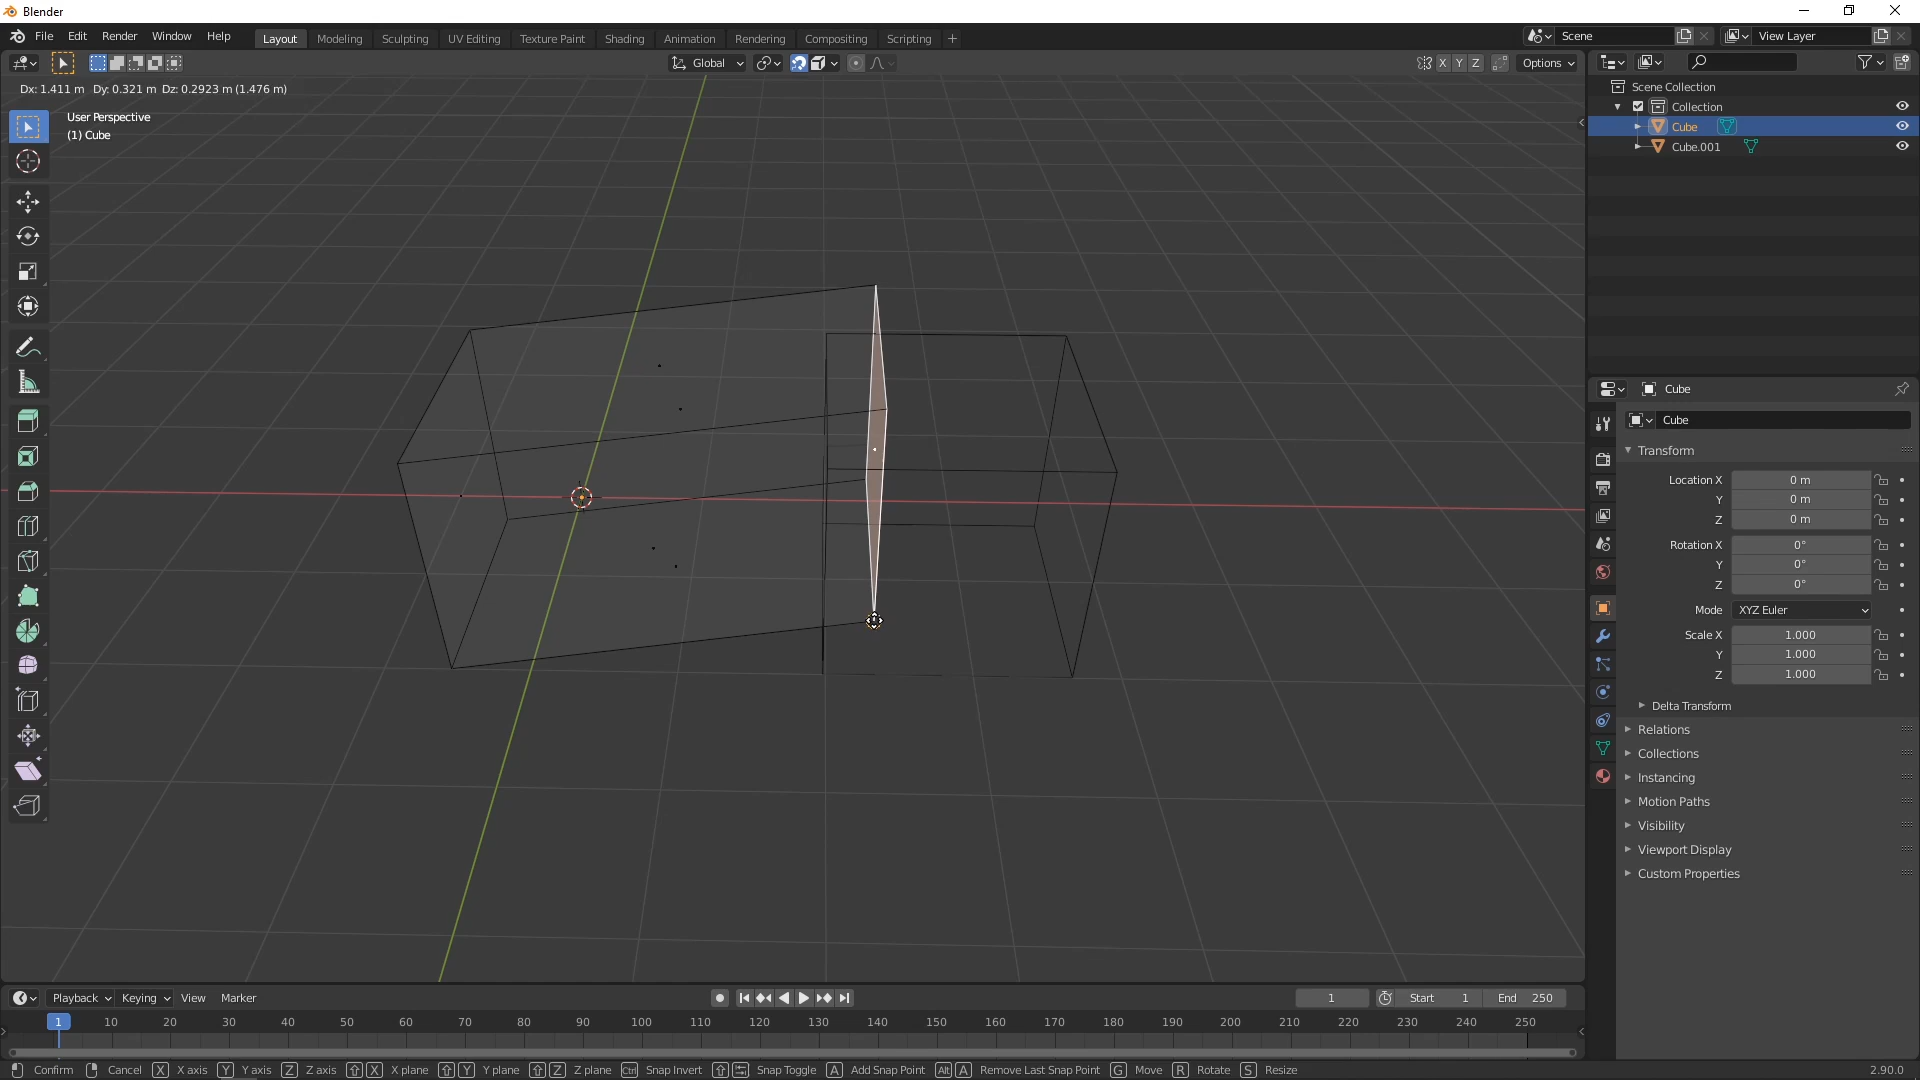 Blender
File Edit Render Window Help
Layout Modeling Sculpting UV Editing Texture Paint Shading Animation Rendering Compositing Scripting +
Scene
View Layer
Global
X Y Z
Options
Dx: 1.411 m Dy: 0.321 m Dz: 0.2923 m (1.476 m)
User Perspective
(1) Cube
Scene Collection
Collection
Cube
Cube.001
Cube
Cube
Transform
Location X 0 m
Y 0 m
Z 0 m
Rotation X 0°
Y 0°
Z 0°
Mode XYZ Euler
Scale X 1.000
Y 1.000
Z 1.000
Delta Transform
Relations
Collections
Instancing
Motion Paths
Visibility
Viewport Display
Custom Properties
Playback Keying View Marker
1
Start 1
End 250
1 10 20 30 40 50 60 70 80 90 100 110 120 130 140 150 160 170 180 190 200 210 220 230 240 250
Confirm Cancel X X axis Y Y axis Z Z axis X X plane Y Y plane Z Z plane Ctrl Snap Invert Snap Toggle A Add Snap Point Alt A Remove Last Snap Point G Move R Rotate S Resize
2.90.0